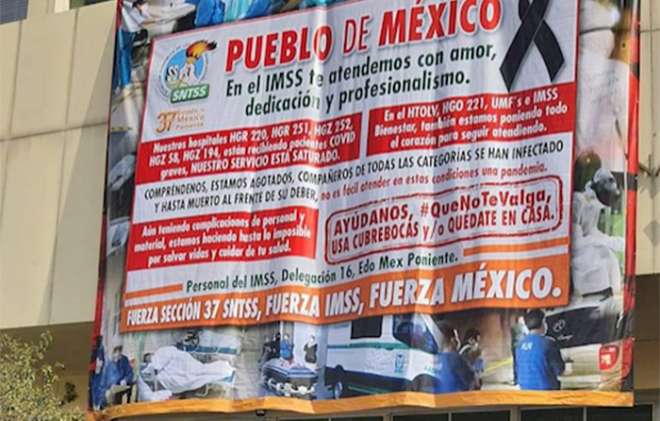 PUEBLO DE MÉXICO
En el IMSS te atendemos con amor,
dedicación y profesionalismo.
SNTSS
37
Nuestros hospitales HGR 220, HGR 251, HGZ 252,
HGZ 58, HGZ 194, están recibiendo pacientes COVID
graves, NUESTRO SERVICIO ESTÁ SATURADO.
En el HTOLV, HGO 221, UMF's e IMSS
Bienestar, también estamos poniendo todo
el corazón para seguir atendiendo.
COMPRÉNDENOS, ESTAMOS AGOTADOS, COMPAÑEROS DE TODAS LAS CATEGORÍAS SE HAN INFECTADO
Y HASTA MUERTO AL FRENTE DE SU DEBER, no es fácil atender en estas condiciones una pandemia.
Aún teniendo complicaciones de personal y
material, estamos haciendo hasta lo imposible
por salvar vidas y cuidar de tu salud.
AYÚDANOS, #QueNoTeValga,
USA CUBREBOCAS y/o QUEDATE EN CASA.
Personal del IMSS, Delegación 16, Edo Mex Poniente.
FUERZA SECCIÓN 37 SNTSS, FUERZA IMSS, FUERZA MÉXICO.